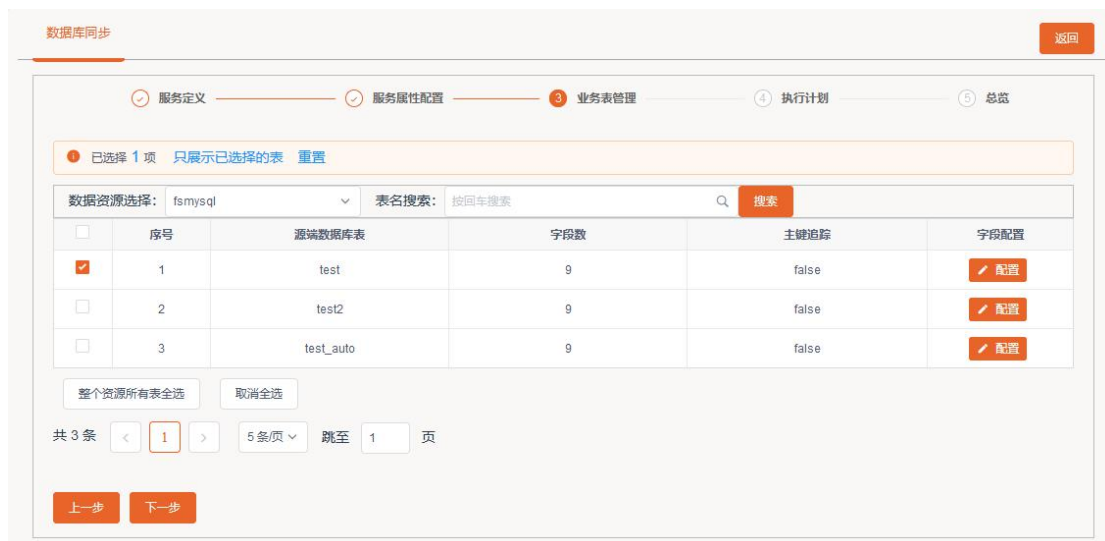 数据库同步
返回
服务定义 服务属性配置 3 业务表管理 4 执行计划 5 总览
已选择 1 项 只展示已选择的表 重置
数据资源选择： fsmysql 表名搜索： 按回车搜索 搜索
序号 源端数据库表 字段数 主键追踪 字段配置
1 test 9 false 配置
2 test2 9 false 配置
3 test_auto 9 false 配置
整个资源所有表全选 取消全选
共 3 条 < 1 > 5 条/页 跳至 1 页
上一步 下一步